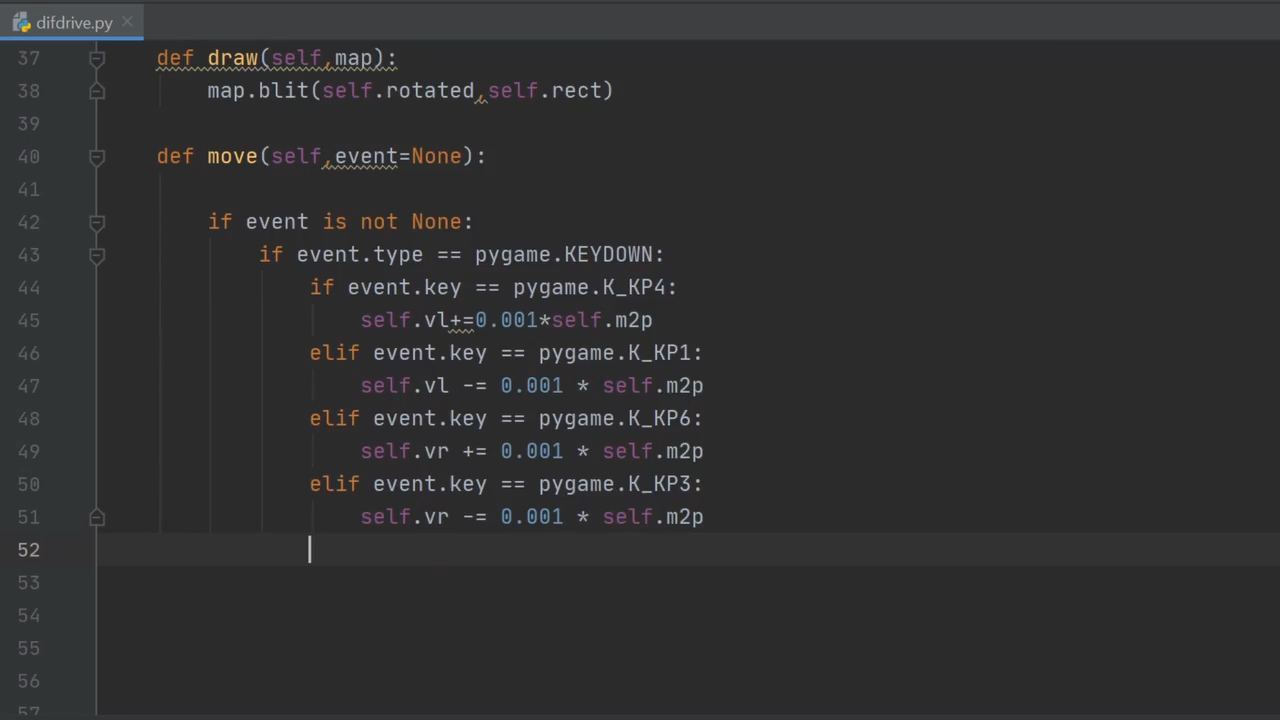 difdrive.py
37 def draw(self,map):
38 map.blit(self.rotated,self.rect)
39
40 def move(self,event=None):
41
42 if event is not None:
43 if event.type == pygame.KEYDOWN:
44 if event.key == pygame.K_KP4:
45 self.vl+=0.001*self.m2p
46 elif event.key == pygame.K_KP1:
47 self.vl -= 0.001 * self.m2p
48 elif event.key == pygame.K_KP6:
49 self.vr += 0.001 * self.m2p
50 elif event.key == pygame.K_KP3:
51 self.vr -= 0.001 * self.m2p
52
53
54
55
56
57